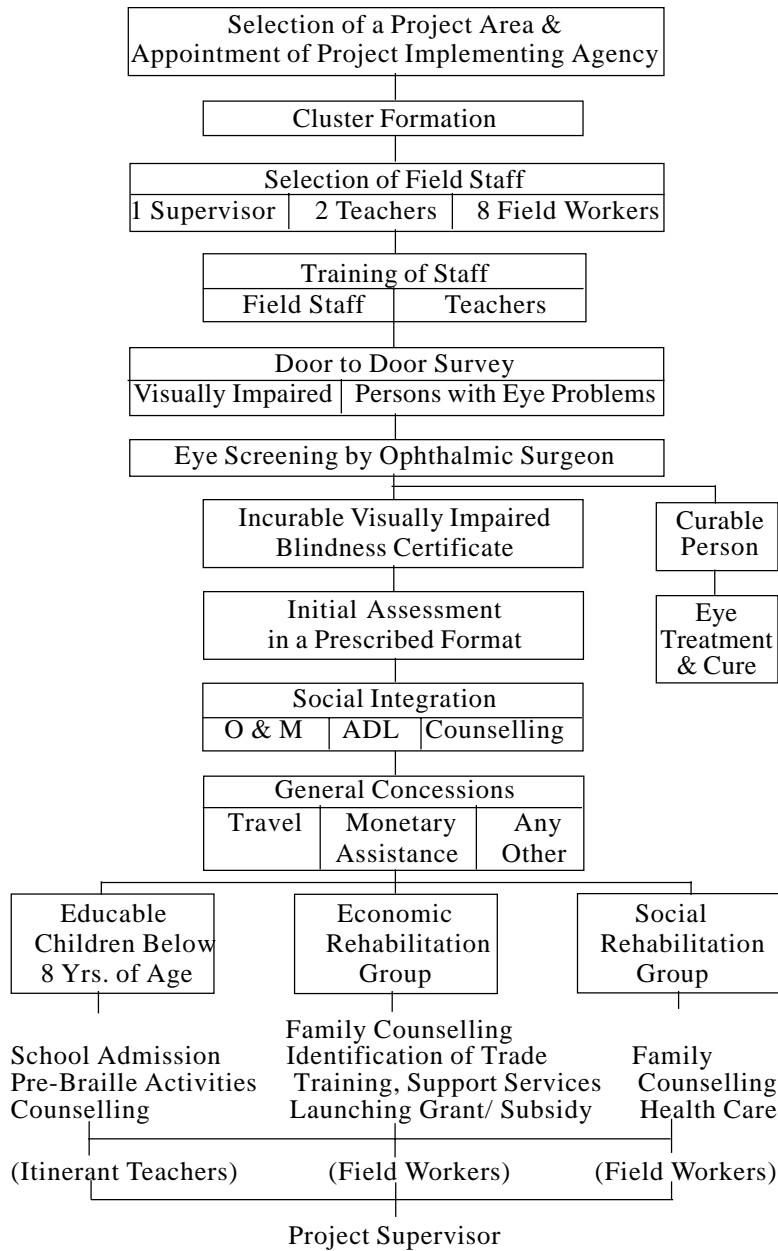 Selection of a Project Area &
Appointment of Project Implementing Agency
Cluster Formation
Selection of Field Staff
1 Supervisor
2 Teachers
8 Field Workers
Training of Staff
Field Staff
Teachers
Door to Door Survey
Visually Impaired
Persons with Eye Problems
Eye Screening by Ophthalmic Surgeon
Incurable Visually Impaired
Blindness Certificate
Curable
Person
Initial Assessment
in a Prescribed Format
Eye
Treatment
& Cure
Social Integration
O & M
ADL
Counselling
General Concessions
Travel
Monetary
Assistance
Any
Other
Educable
Children Below
8 Yrs. of Age
Economic
Rehabilitation
Group
Social
Rehabilitation
Group
School Admission
Pre-Braille Activities
Counselling
Family Counselling
Identification of Trade
Training, Support Services
Launching Grant/ Subsidy
Family
Counselling
Health Care
(Itinerant Teachers)
(Field Workers)
(Field Workers)
Project Supervisor